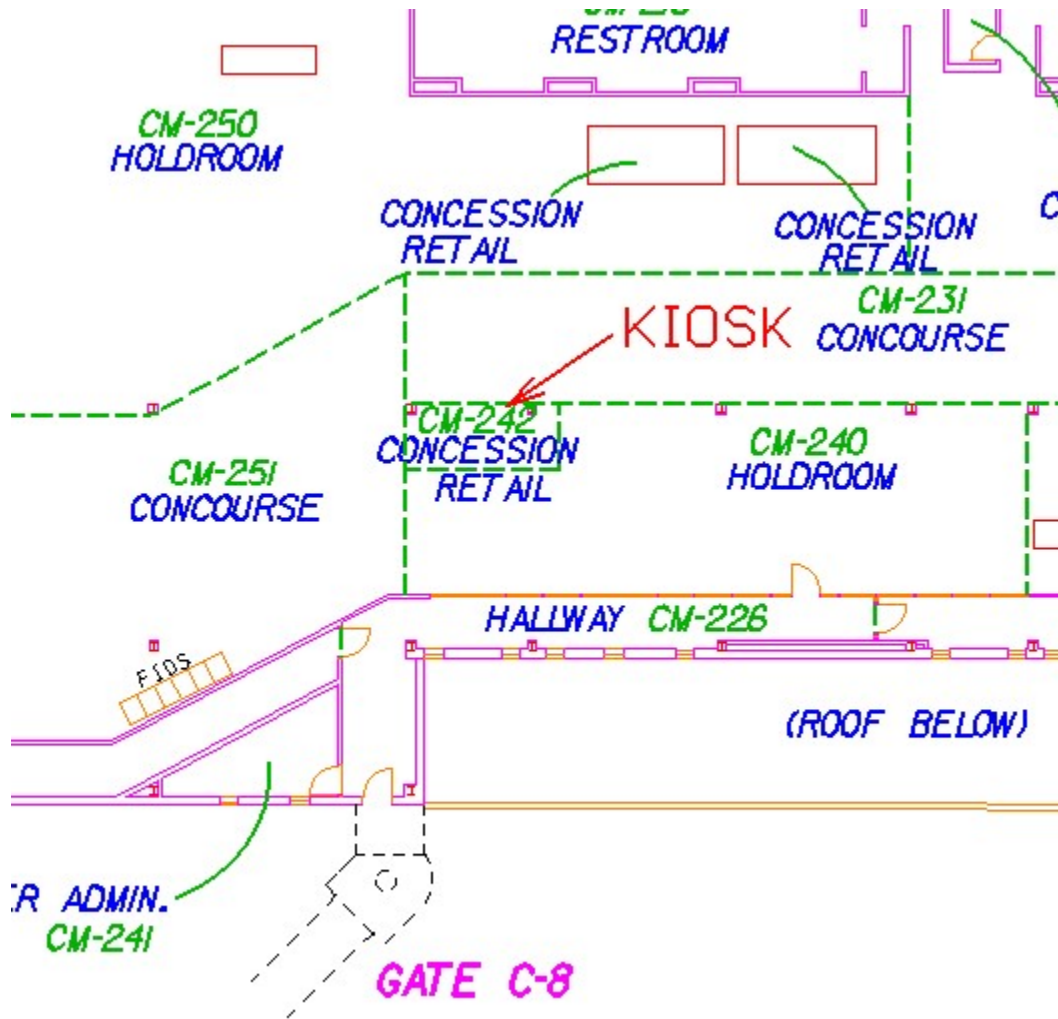 RESTROOM
CM-250
HOLDROOM
CONCESSION
RETAIL
CONCESSION
RETAIL
CM-231
CONCOURSE
KIOSK
CM-242
CONCESSION
RETAIL
CM-240
HOLDROOM
CM-251
CONCOURSE
HALLWAY CM-226
FIDS
(ROOF BELOW)
ER ADMIN.
CM-241
GATE C-8